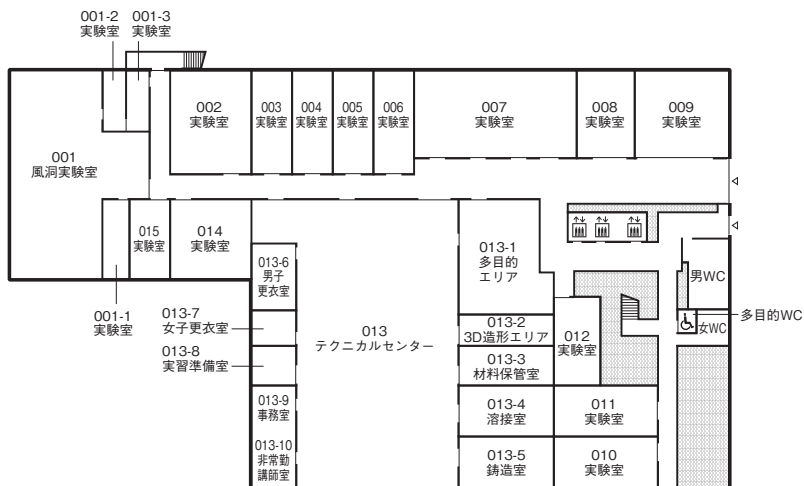 001-2
実験室
001-3
実験室
001
風洞実験室
002
実験室
003
実験室
004
実験室
005
実験室
006
実験室
007
実験室
008
実験室
009
実験室
015
実験室
014
実験室
001-1
実験室
013-6
男子
更衣室
013-7
女子更衣室
013-8
実習準備室
013-9
事務室
013-10
非常勤
講師室
013
テクニカルセンター
013-1
多目的
エリア
013-2
3D造形エリア
013-3
材料保管室
013-4
溶接室
013-5
鋳造室
012
実験室
011
実験室
010
実験室
男WC
女WC
多目的WC